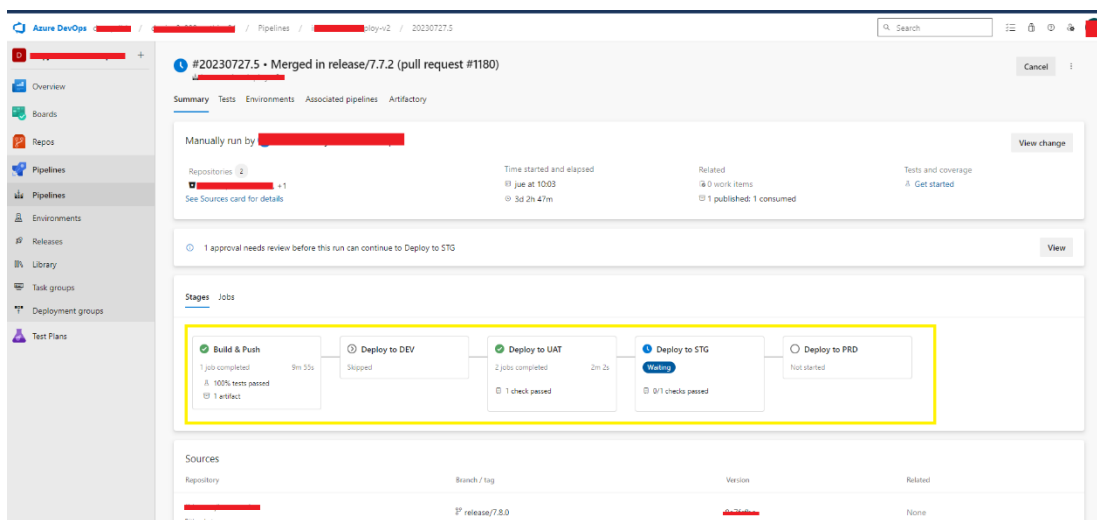 Azure DevOps / / Pipelines / ploy-v2 / 20230727.5
Search
D +
#20230727.5 • Merged in release/7.7.2 (pull request #1180)
Cancel
Overview
Summary Tests Environments Associated pipelines Artifactory
Boards
Repos
Pipelines
Pipelines
Environments
Releases
Library
Task groups
Deployment groups
Test Plans
Manually run by
View change
Repositories 2
Time started and elapsed
Related
Tests and coverage
+1
jue at 10:03
0 work items
Get started
See Sources card for details
3d 2h 47m
1 published: 1 consumed
1 approval needs review before this run can continue to Deploy to STG
View
Stages Jobs
Build & Push
1 job completed 9m 55s
100% tests passed
1 artifact
Deploy to DEV
Skipped
Deploy to UAT
2 jobs completed 2m 2s
1 check passed
Deploy to STG
Waiting
0/1 checks passed
Deploy to PRD
Not started
Sources
Repository Branch / tag Version Related
release/7.8.0
None